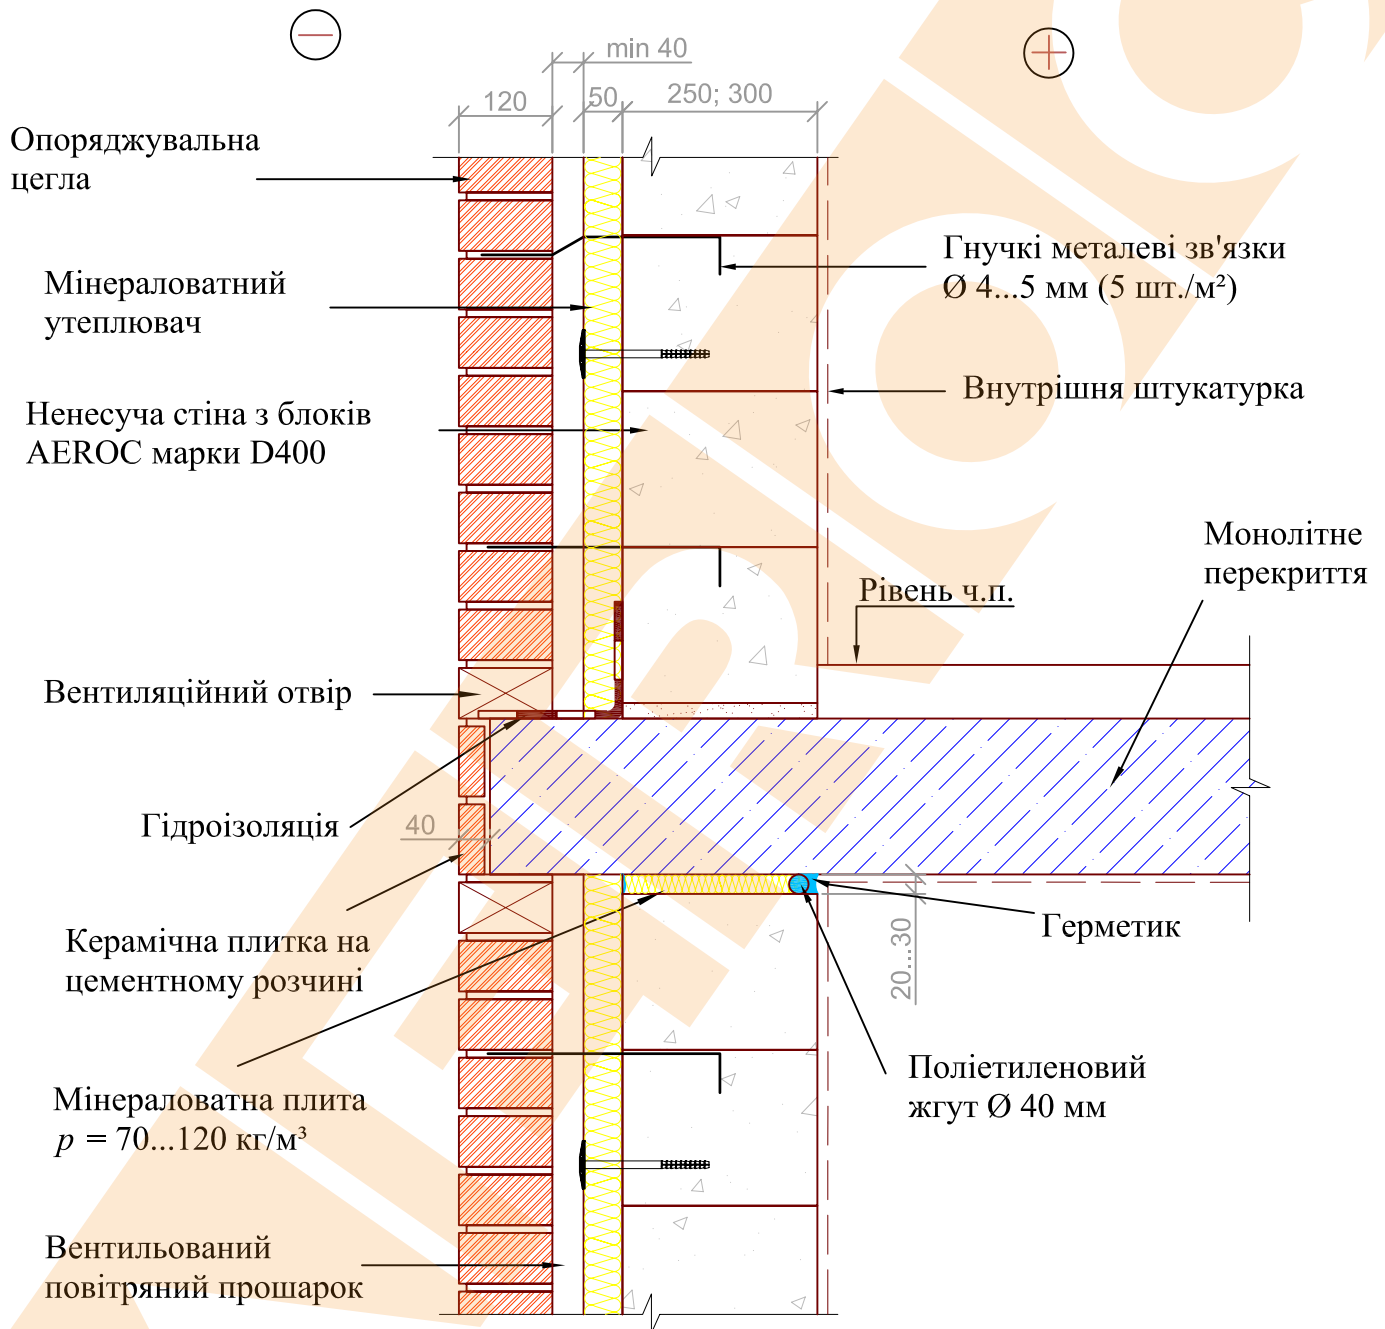 min 40
120
50
250; 300
Опоряджувальна
цегла
Гнучкі металеві зв'язки
Ø 4...5 мм (5 шт./м²)
Мінераловатний
утеплювач
Внутрішня штукатурка
Ненесуча стіна з блоків
AEROC марки D400
Монолітне
перекриття
Рівень ч.п.
Вентиляційний отвір
Гідроізоляція
40
Герметик
Керамічна плитка на
цементному розчині
20...30
Поліетиленовий
жгут Ø 40 мм
Мінераловатна плита
p = 70...120 кг/м³
Вентильований
повітряний прошарок
AEROC